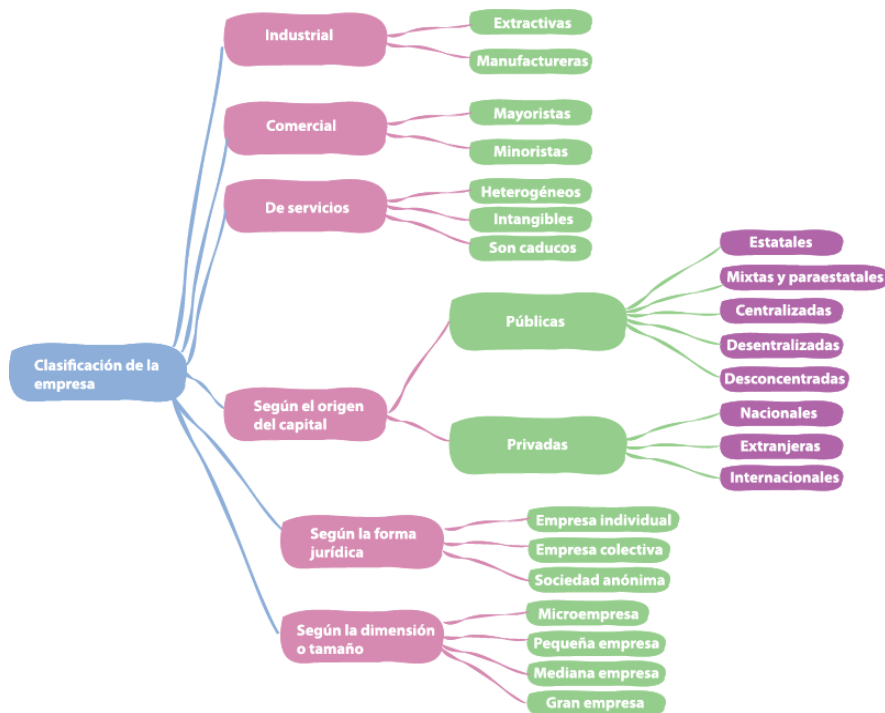 Clasificación de la
empresa
Industrial
Extractivas
Manufactureras
Comercial
Mayoristas
Minoristas
De servicios
Heterogéneos
Intangibles
Son caducos
Según el origen
del capital
Públicas
Estatales
Mixtas y paraestatales
Centralizadas
Desentralizadas
Desconcentradas
Privadas
Nacionales
Extranjeras
Internacionales
Según la forma
jurídica
Empresa individual
Empresa colectiva
Sociedad anónima
Según la dimensión
o tamaño
Microempresa
Pequeña empresa
Mediana empresa
Gran empresa